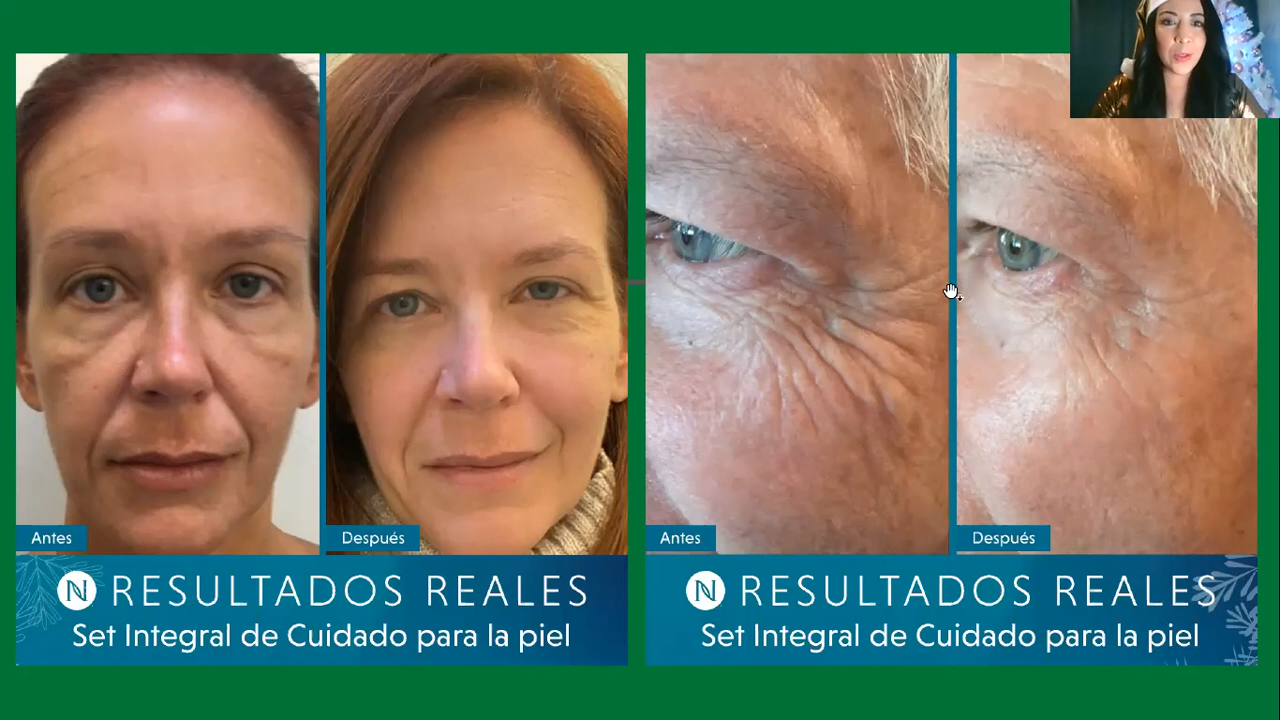 Antes
Después
N RESULTADOS REALES
Set Integral de Cuidado para la piel
Antes
Después
N RESULTADOS REALES
Set Integral de Cuidado para la piel